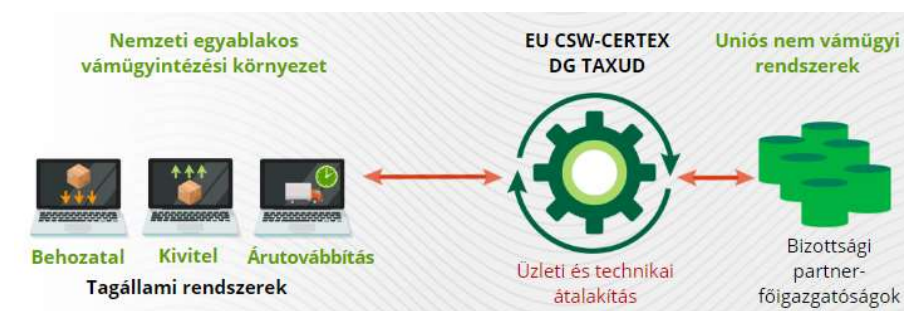 Nemzeti egyablakos
vámügyintézési környezet
EU CSW-CERTEX
DG TAXUD
Uniós nem vámügyi
rendszerek
Behozatal
Kivitel
Árutovábbítás
Tagállami rendszerek
Üzleti és technikai
átalakítás
Bizottsági
partner-
főigazgatóságok